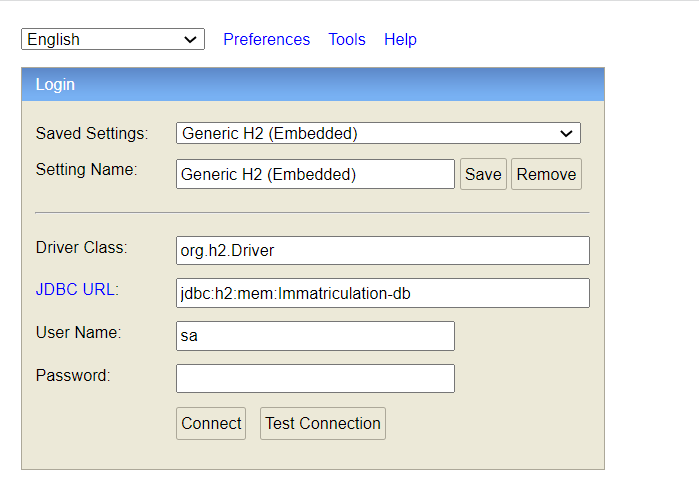 English Preferences Tools Help
Login
Saved Settings: Generic H2 (Embedded)
Setting Name: Generic H2 (Embedded) Save Remove
Driver Class: org.h2.Driver
JDBC URL: jdbc:h2:mem:Immatriculation-db
User Name: sa
Password:
Connect Test Connection